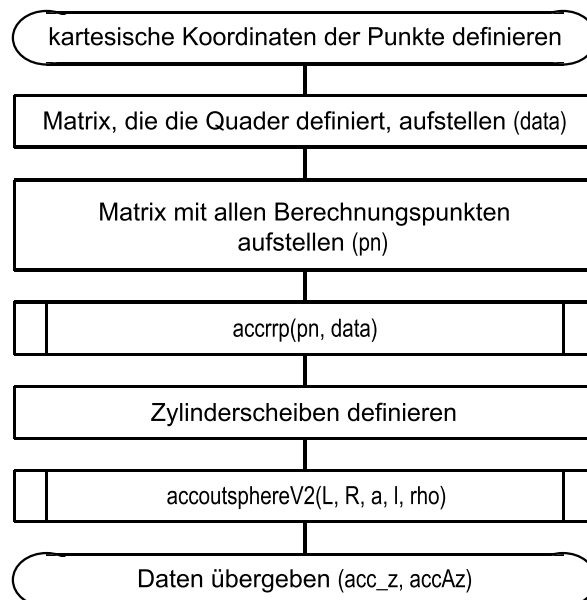 kartesische Koordinaten der Punkte definieren
Matrix, die die Quader definiert, aufstellen (data)
Matrix mit allen Berechnungspunkten
aufstellen (pn)
accrrp(pn, data)
Zylinderscheiben definieren
accoutsphereV2(L, R, a, l, rho)
Daten übergeben (acc_z, accAz)